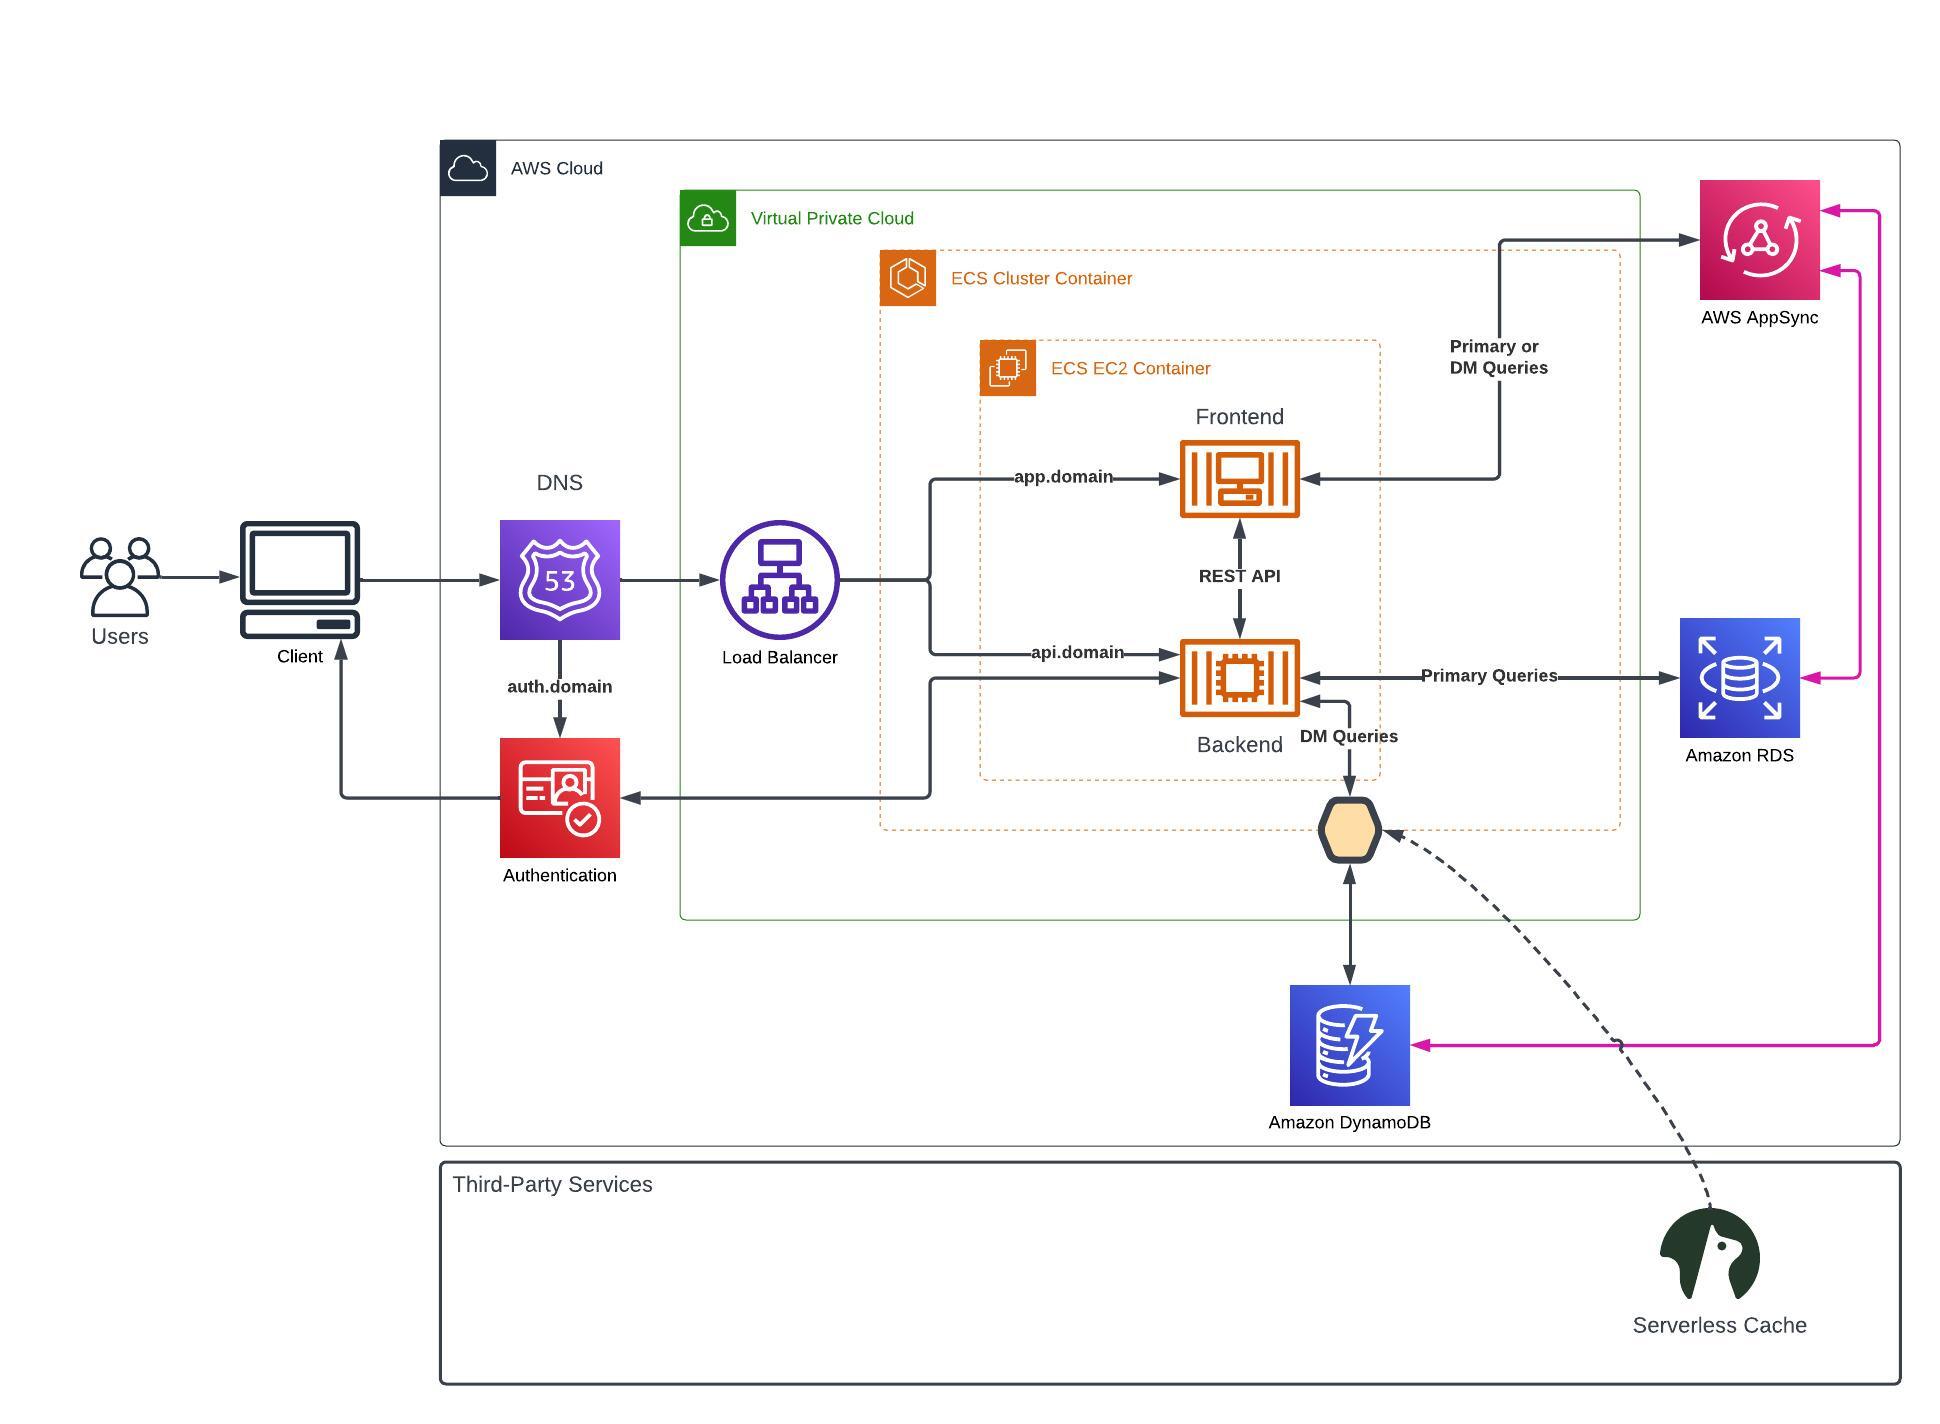 AWS Cloud
Virtual Private Cloud
ECS Cluster Container
ECS EC2 Container
AWS AppSync
Primary or
DM Queries
Frontend
app.domain
DNS
53
REST API
Users
Client
Load Balancer
api.domain
auth.domain
Primary Queries
Backend
DM Queries
Amazon RDS
Authentication
Amazon DynamoDB
Third-Party Services
Serverless Cache